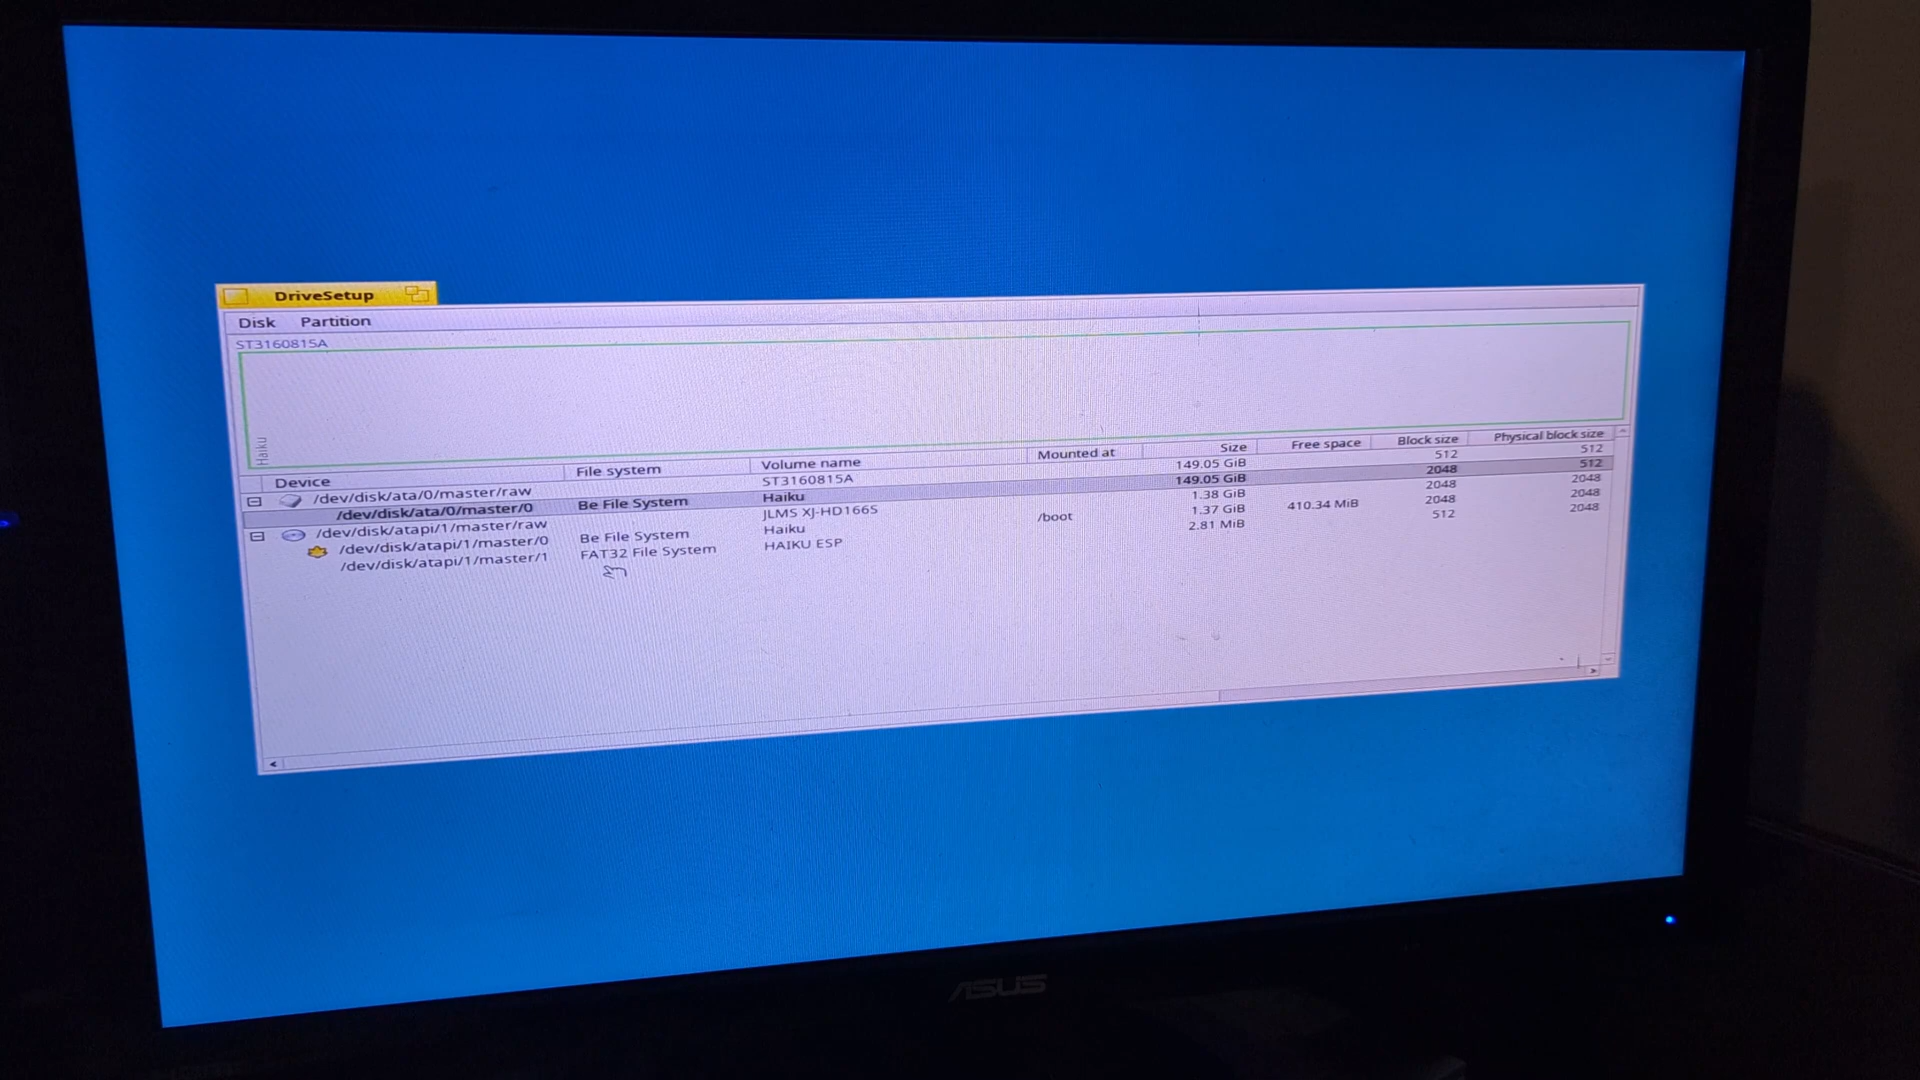 DriveSetup
Disk Partition
ST3160815A
Haiku
Device File system Volume name Mounted at Size Free space Block size Physical block size
/dev/disk/ata/0/master/raw ST3160815A 149.05 GiB 512 512
/dev/disk/ata/0/master/0 Be File System Haiku 149.05 GiB 2048 512
/dev/disk/atapi/1/master/raw JLMS XJ-HD166S 1.38 GiB 2048 2048
/dev/disk/atapi/1/master/0 Be File System Haiku /boot 1.37 GiB 410.34 MiB 2048 2048
/dev/disk/atapi/1/master/1 FAT32 File System HAIKU ESP 2.81 MiB 512 2048
ASUS